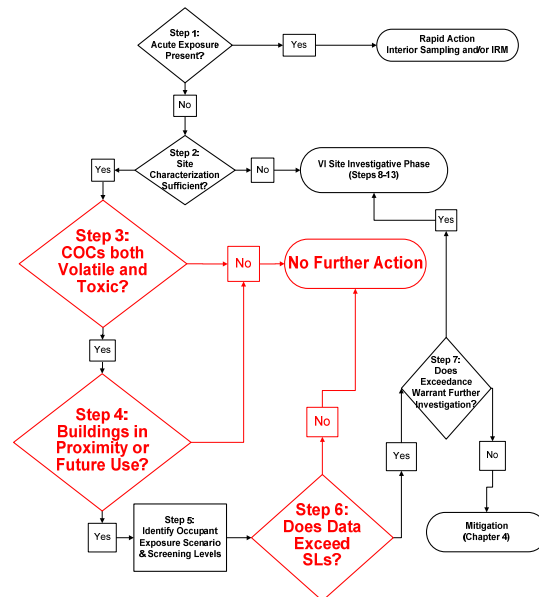 Step 1:
Acute Exposure
Present?
Yes
Rapid Action
Interior Sampling and/or IRM
No
Step 2:
Site
Characterization
Sufficient?
Yes
No
VI Site Investigative Phase
(Steps 8-13)
Yes
Step 3:
COCs both
Volatile and
Toxic?
No
No Further Action
Yes
Step 4:
Buildings in
Proximity or
Future Use?
Step 7:
Does
Exceedance
Warrant Further
Investigation?
No
Yes
No
Yes
Step 5:
Identify Occupant
Exposure Scenario
& Screening Levels
Step 6:
Does Data
Exceed
SLs?
Mitigation
(Chapter 4)